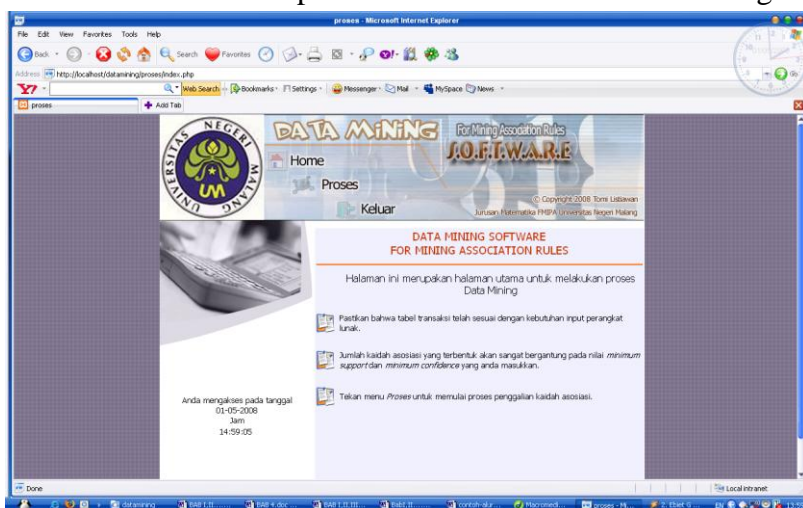 proses - Microsoft Internet Explorer
File Edit View Favorites Tools Help
Back Search Favorites
Address http://localhost/datamining/proses/index.php
Web Search Bookmarks Settings Messenger Mail MySpace News
proses Add Tab
UNIVERSITAS NEGERI MALANG
UM
DATA MINING
For Mining Association Rules
S.O.F.T.W.A.R.E
Home
Proses
Keluar
© Copyright 2008 Tomi Listiawan
Jurusan Matematika FMIPA Universitas Negeri Malang
DATA MINING SOFTWARE
FOR MINING ASSOCIATION RULES
Halaman ini merupakan halaman utama untuk melakukan proses
Data Mining
Pastikan bahwa tabel transaksi telah sesuai dengan kebutuhan input perangkat
lunak.
Jumlah kaidah asosiasi yang terbentuk akan sangat bergantung pada nilai minimum
support dan minimum confidence yang anda masukkan.
Tekan menu Proses untuk memulai proses penggalian kaidah asosiasi.
Anda mengakses pada tanggal
01-05-2008
Jam
14:59:05
Done
Local intranet
datamining BAB 4.doc Macromedi... proses - Mi... EN